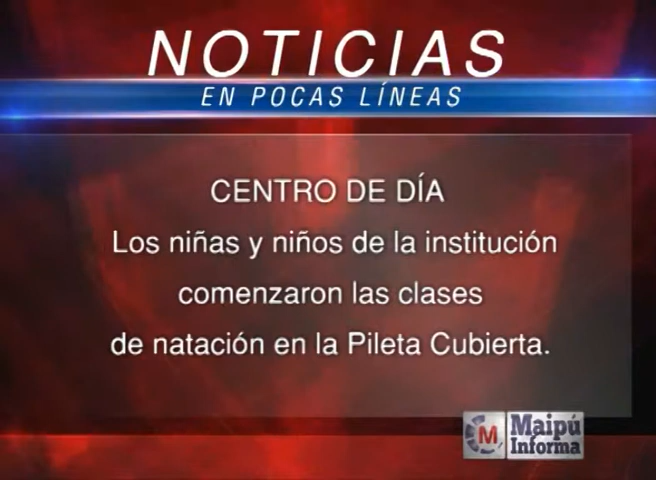 NOTICIAS
EN POCAS LÍNEAS
CENTRO DE DÍA
Los niñas y niños de la institución
comenzaron las clases
de natación en la Pileta Cubierta.
M
Maipú
Informa